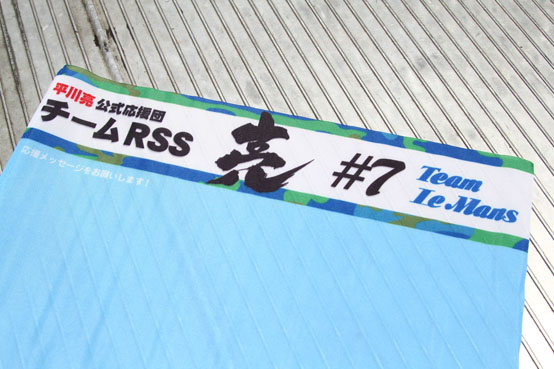 平川亮 公式応援団
チームRSS
亮
#7
Team
Le Mans
応援メッセージをお願いします!